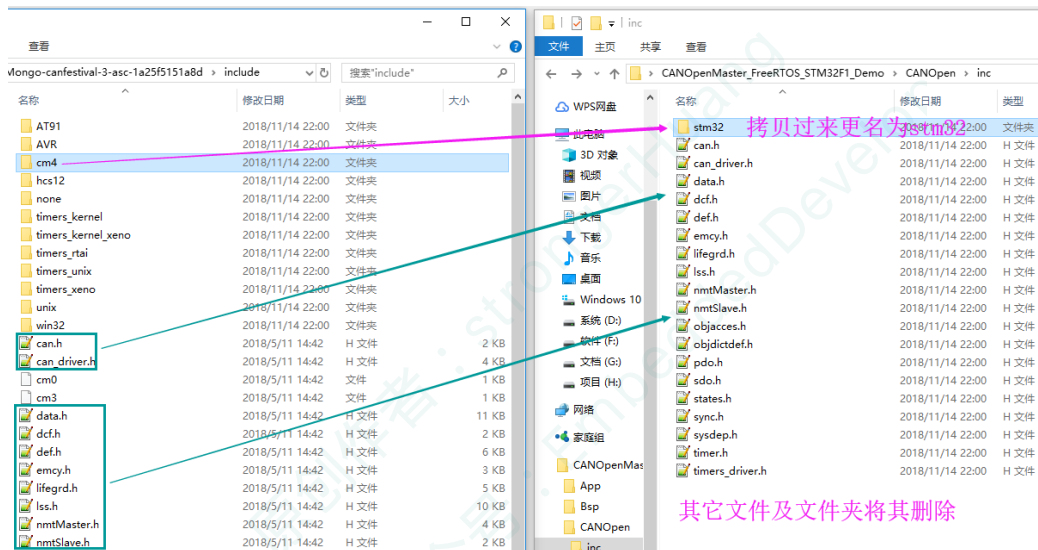 查看
Mongo-canfestival-3-asc-1a25f5151a8d > include
搜索"include"
名称 修改日期 类型 大小
AT91 2018/11/14 22:00 文件夹
AVR 2018/11/14 22:00 文件夹
cm4 2018/11/14 22:00 文件夹
hcs12 2018/11/14 22:00 文件夹
none 2018/11/14 22:00 文件夹
timers_kernel 2018/11/14 22:00 文件夹
timers_kernel_xeno 2018/11/14 22:00 文件夹
timers_rtai 2018/11/14 22:00 文件夹
timers_unix 2018/11/14 22:00 文件夹
timers_xeno 2018/11/14 22:00 文件夹
unix 2018/11/14 22:00 文件夹
win32 2018/11/14 22:00 文件夹
can.h 2018/5/11 14:42 H 文件 2 KB
can_driver.h 2018/5/11 14:42 H 文件 4 KB
cm0 2018/5/11 14:42 文件 1 KB
cm3 2018/5/11 14:42 文件 1 KB
data.h 2018/5/11 14:42 H 文件 11 KB
dcf.h 2018/5/11 14:42 H 文件 2 KB
def.h 2018/5/11 14:42 H 文件 6 KB
emcy.h 2018/5/11 14:42 H 文件 3 KB
lifegrd.h 2018/5/11 14:42 H 文件 5 KB
lss.h 2018/5/11 14:42 H 文件 10 KB
nmtMaster.h 2018/5/11 14:42 H 文件 4 KB
nmtSlave.h 2018/5/11 14:42 H 文件 2 KB
inc
文件 主页 共享 查看
CANOpenMaster_FreeRTOS_STM32F1_Demo > CANOpen > inc
WPS网盘
此电脑
3D 对象
视频
图片
文档
下载
音乐
桌面
Windows 10
系统 (D:)
软件 (F:)
文档 (G:)
项目 (H:)
网络
家庭组
CANOpenMas
App
Bsp
CANOpen
inc
名称 修改日期 类型
stm32 2018/11/14 22:00 文件夹
拷贝过来更名为stm32
can.h 2018/11/14 22:00 H 文件
can_driver.h 2018/11/14 22:00 H 文件
data.h 2018/11/14 22:00 H 文件
dcf.h 2018/11/14 22:00 H 文件
def.h 2018/11/14 22:00 H 文件
emcy.h 2018/11/14 22:00 H 文件
lifegrd.h 2018/11/14 22:00 H 文件
lss.h 2018/11/14 22:00 H 文件
nmtMaster.h 2018/11/14 22:00 H 文件
nmtSlave.h 2018/11/14 22:00 H 文件
objacces.h 2018/11/14 22:00 H 文件
objdictdef.h 2018/11/14 22:00 H 文件
pdo.h 2018/11/14 22:00 H 文件
sdo.h 2018/11/14 22:00 H 文件
states.h 2018/11/14 22:00 H 文件
sync.h 2018/11/14 22:00 H 文件
sysdep.h 2018/11/14 22:00 H 文件
timer.h 2018/11/14 22:00 H 文件
timers_driver.h 2018/11/14 22:00 H 文件
其它文件及文件夹将其删除